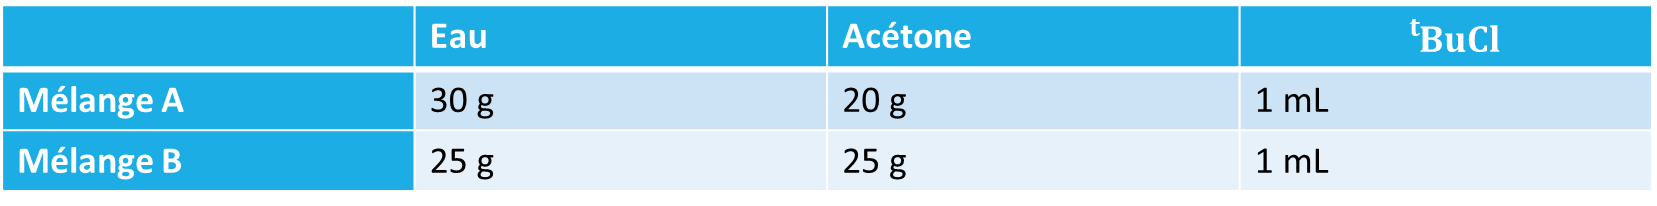 Eau Acétone ᵗBuCl
Mélange A 30 g 20 g 1 mL
Mélange B 25 g 25 g 1 mL